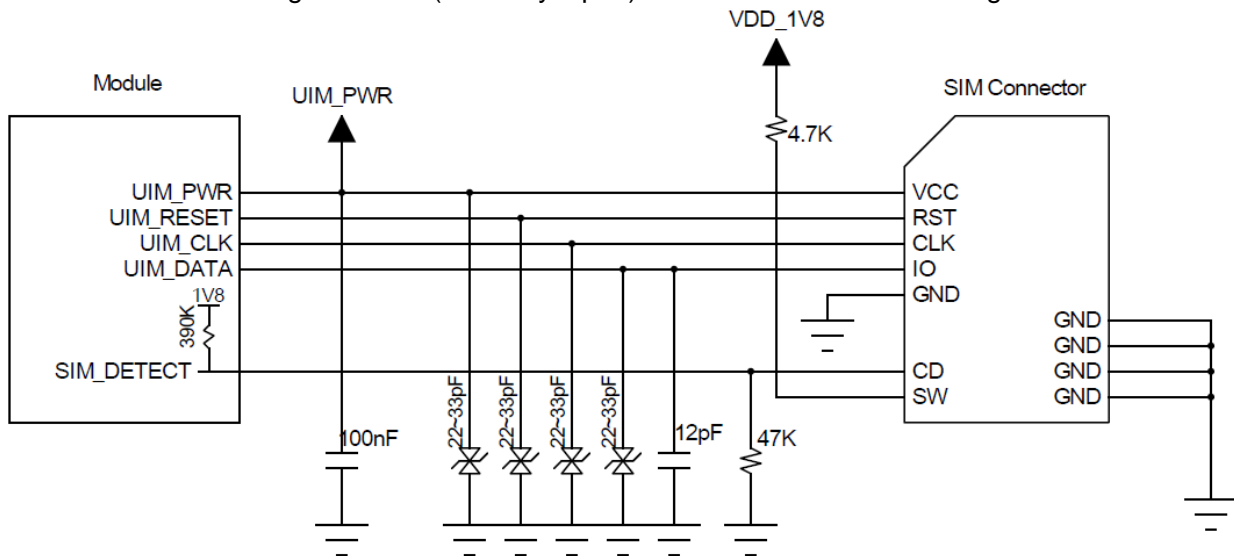 VDD_1V8
Module
UIM_PWR
SIM Connector
4.7K
UIM_PWR
UIM_RESET
UIM_CLK
UIM_DATA
1V8
390K
SIM_DETECT
VCC
RST
CLK
IO
GND
CD
SW
GND
GND
GND
GND
100nF
22~33pF
22~33pF
22~33pF
22~33pF
12pF
47K